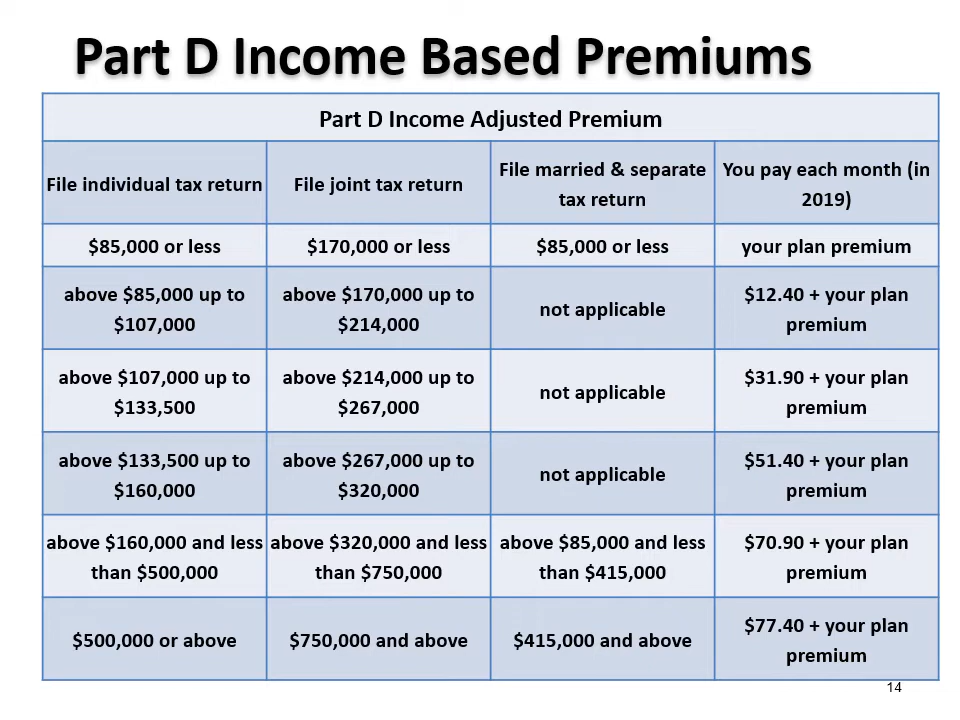 Part D Income Based Premiums
Part D Income Adjusted Premium
File individual tax return
File joint tax return
File married & separate
tax return
You pay each month (in
2019)
$85,000 or less
$170,000 or less
$85,000 or less
your plan premium
above $85,000 up to
$107,000
above $170,000 up to
$214,000
not applicable
$12.40 + your plan
premium
above $107,000 up to
$133,500
above $214,000 up to
$267,000
not applicable
$31.90 + your plan
premium
above $133,500 up to
$160,000
above $267,000 up to
$320,000
not applicable
$51.40 + your plan
premium
above $160,000 and less
than $500,000
above $320,000 and less
than $750,000
above $85,000 and less
than $415,000
$70.90 + your plan
premium
$500,000 or above
$750,000 and above
$415,000 and above
$77.40 + your plan
premium
14